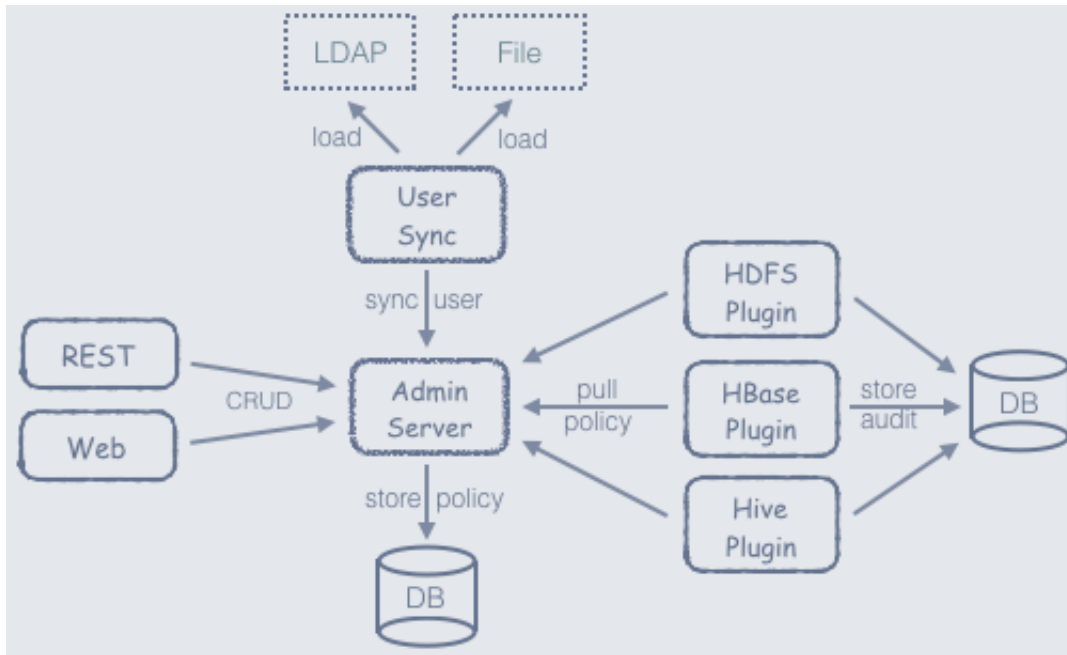 LDAP
File
load
load
User
Sync
sync user
HDFS
Plugin
REST
CRUD
Web
Admin
Server
pull
policy
HBase
Plugin
store
audit
DB
store policy
Hive
Plugin
DB